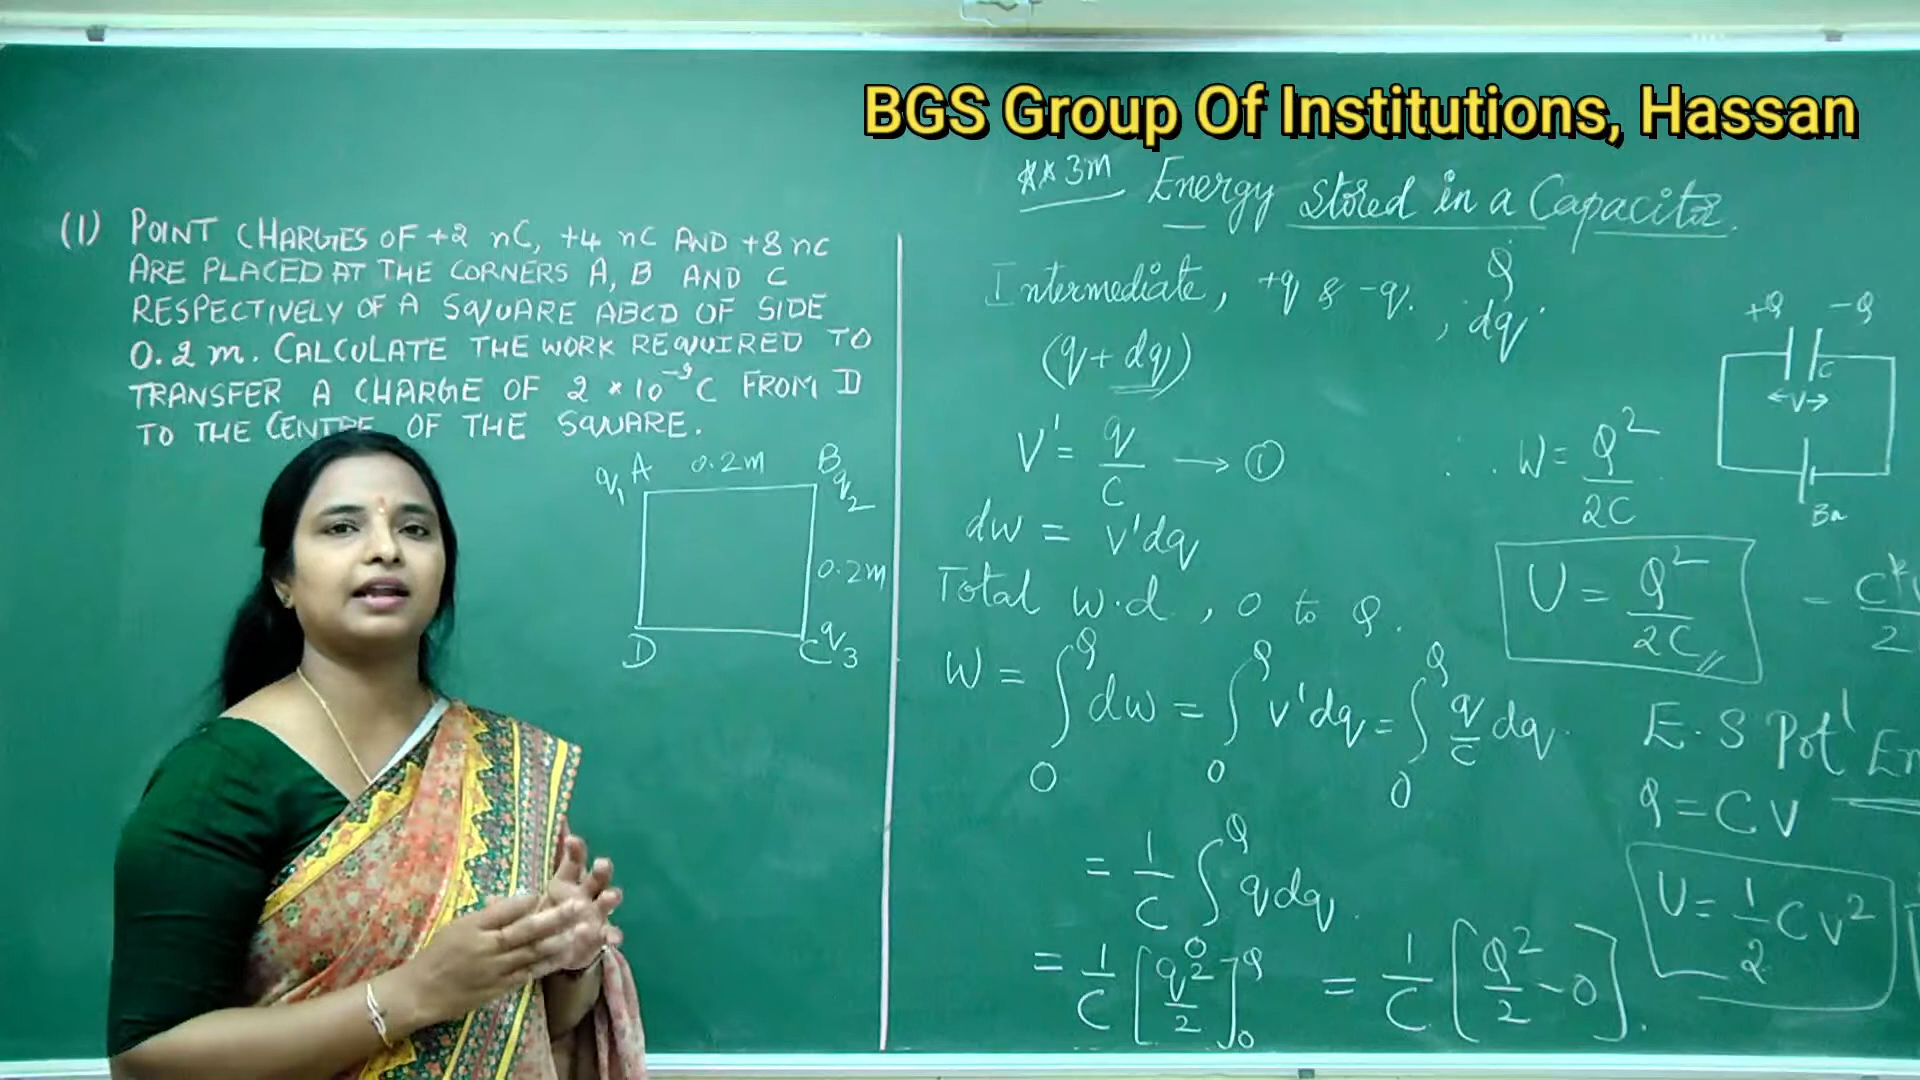 BGS Group Of Institutions, Hassan
(1) POINT CHARGES OF +2 nC, +4 nC AND +8 nC
ARE PLACED AT THE CORNERS A, B AND C
RESPECTIVELY OF A SQUARE ABCD OF SIDE
0.2 m. CALCULATE THE WORK REQUIRED TO
TRANSFER A CHARGE OF 2 * 10⁻⁹ C FROM D
TO THE CENTRE OF THE SQUARE.
q₁ A 0.2m B q₂
0.2m
D C q₃
** 3m Energy stored in a Capacitor.
Intermediate, +q & -q. , Q
dq.
(q + dq)
V' = q/C → ①
dw = v'dq
Total w.d, 0 to Q.
W = ∫₀^Q dw = ∫₀^Q v'dq = ∫₀^Q q/C dq.
= 1/C ∫₀^Q q dq.
= 1/C [q²/2]₀^Q = 1/C [Q²/2 - 0].
+Q -Q
C
←V→
∴ W = Q²/2C
U = Q²/2C
E.S Pot'
Q = CV
U = 1/2 CV²